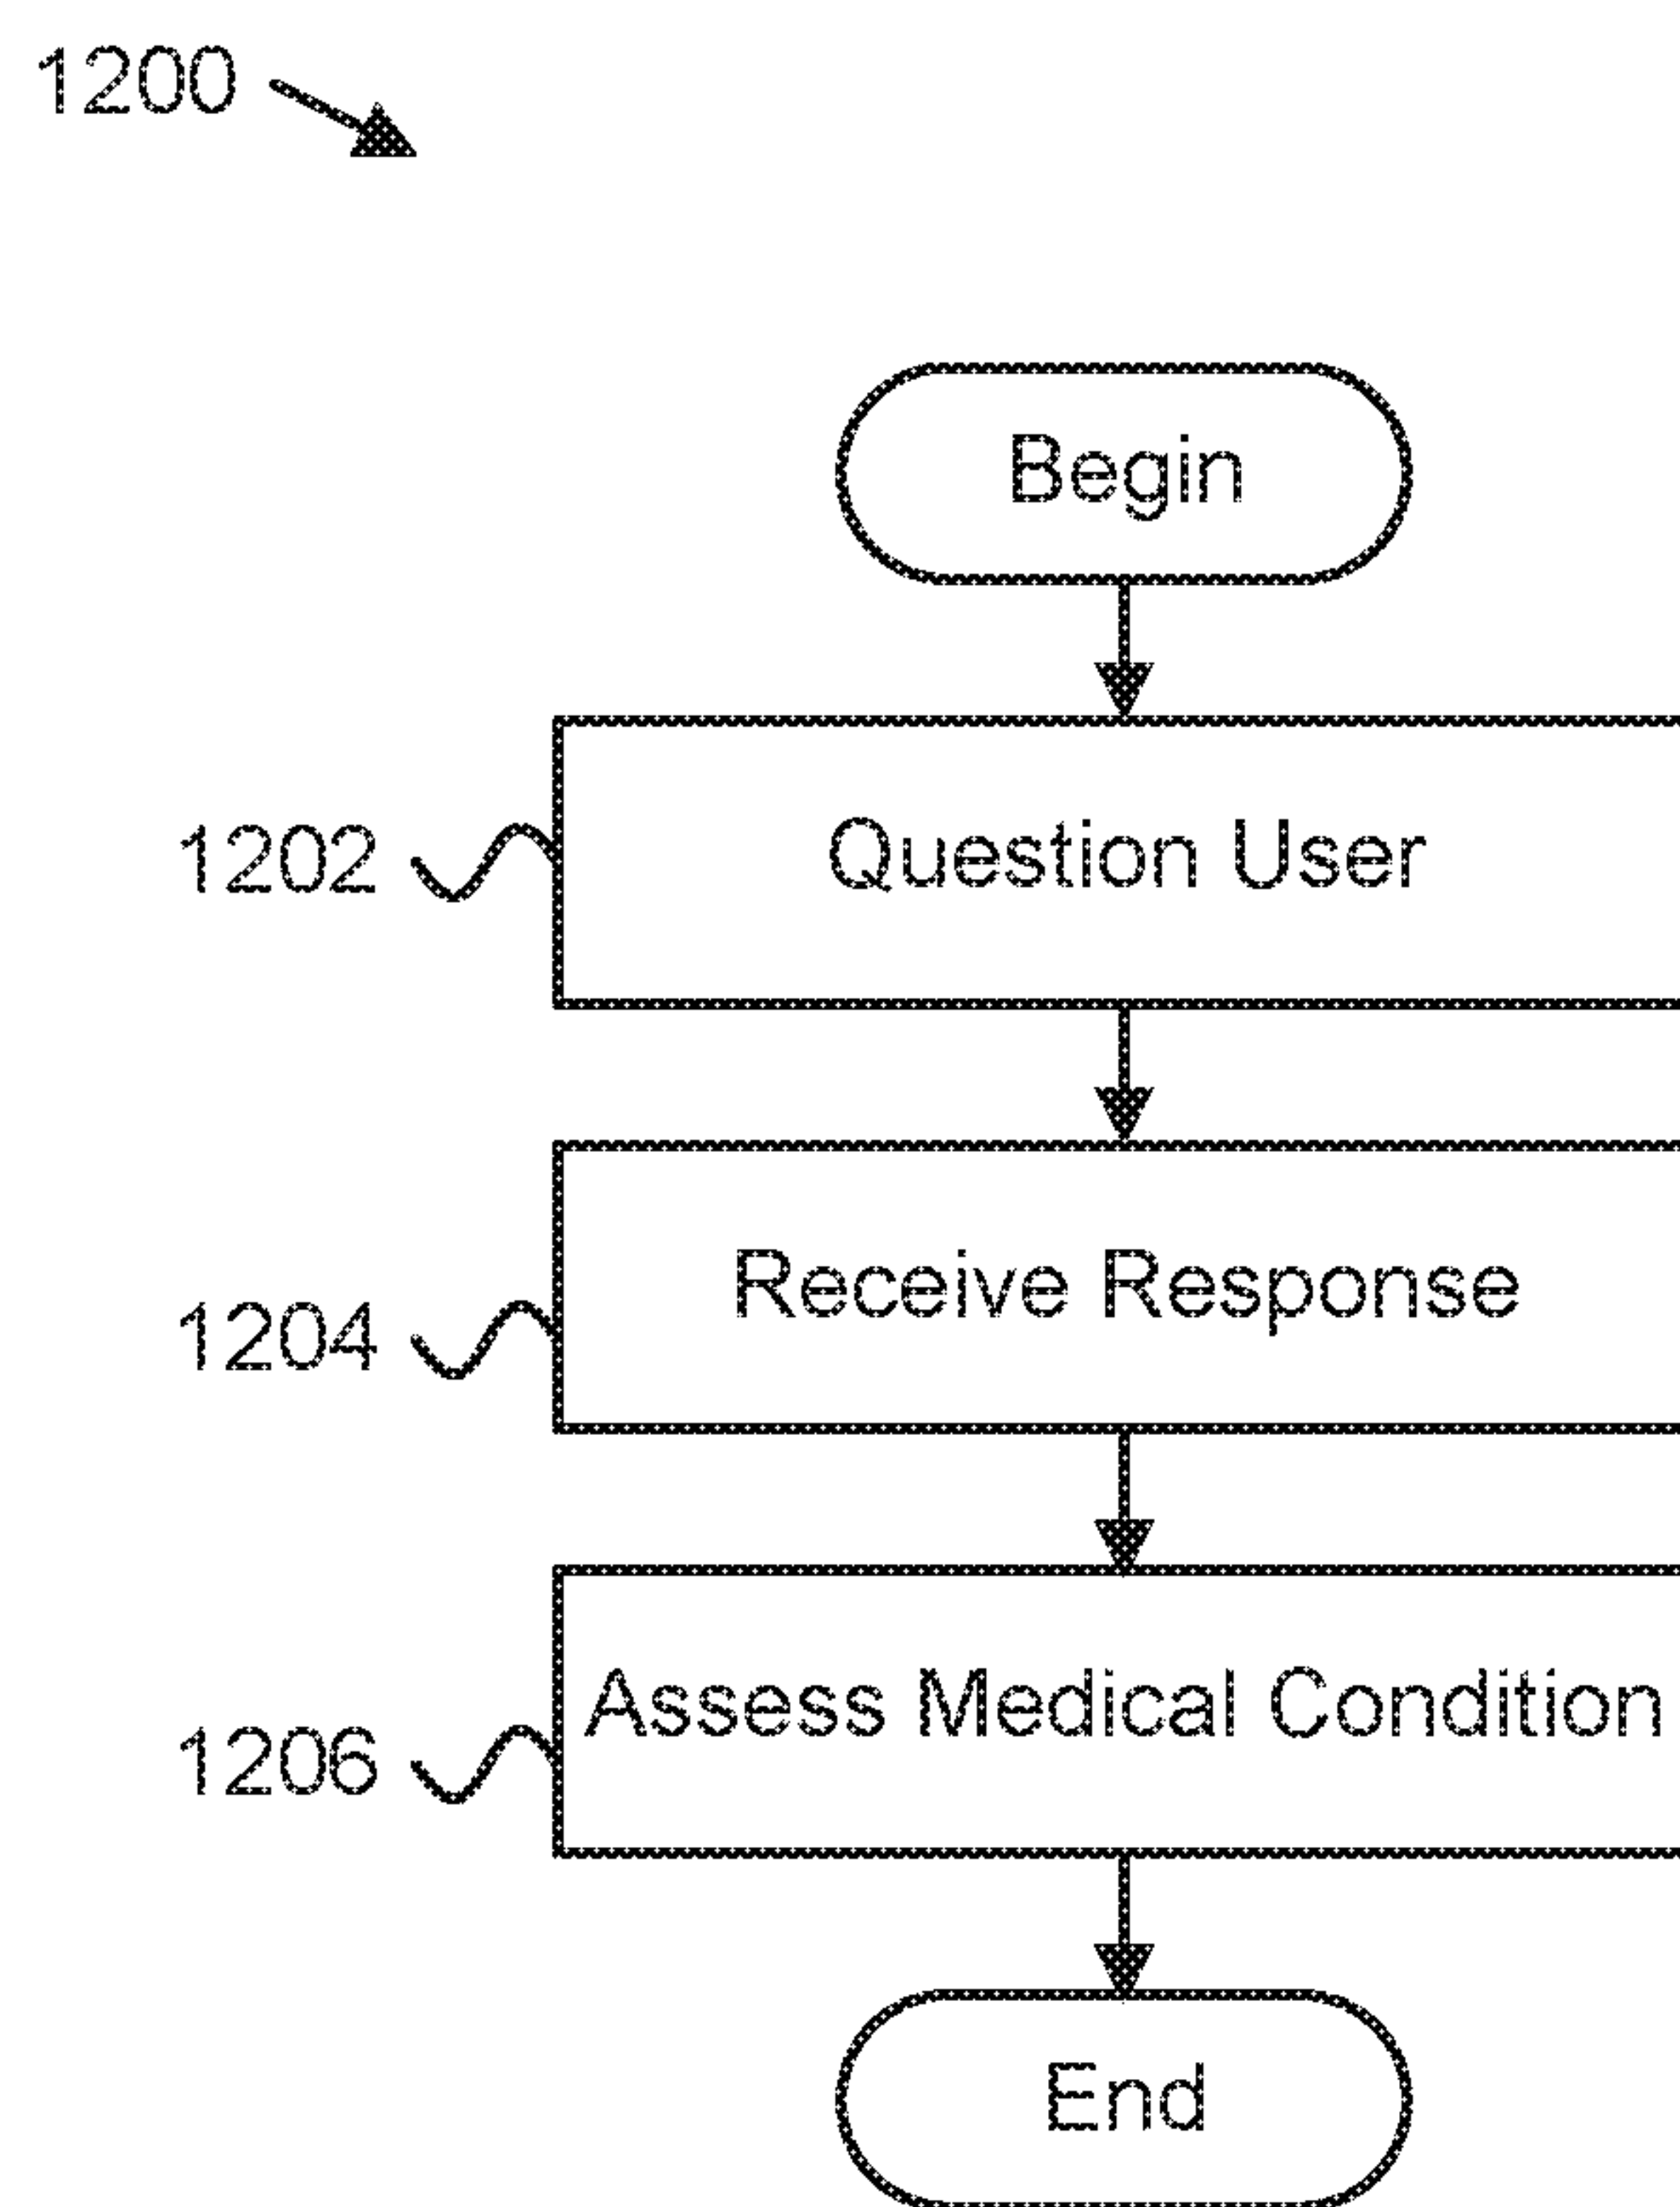 1200
Begin
1202
Question User
1204
Receive Response
1206
Assess Medical Condition
End